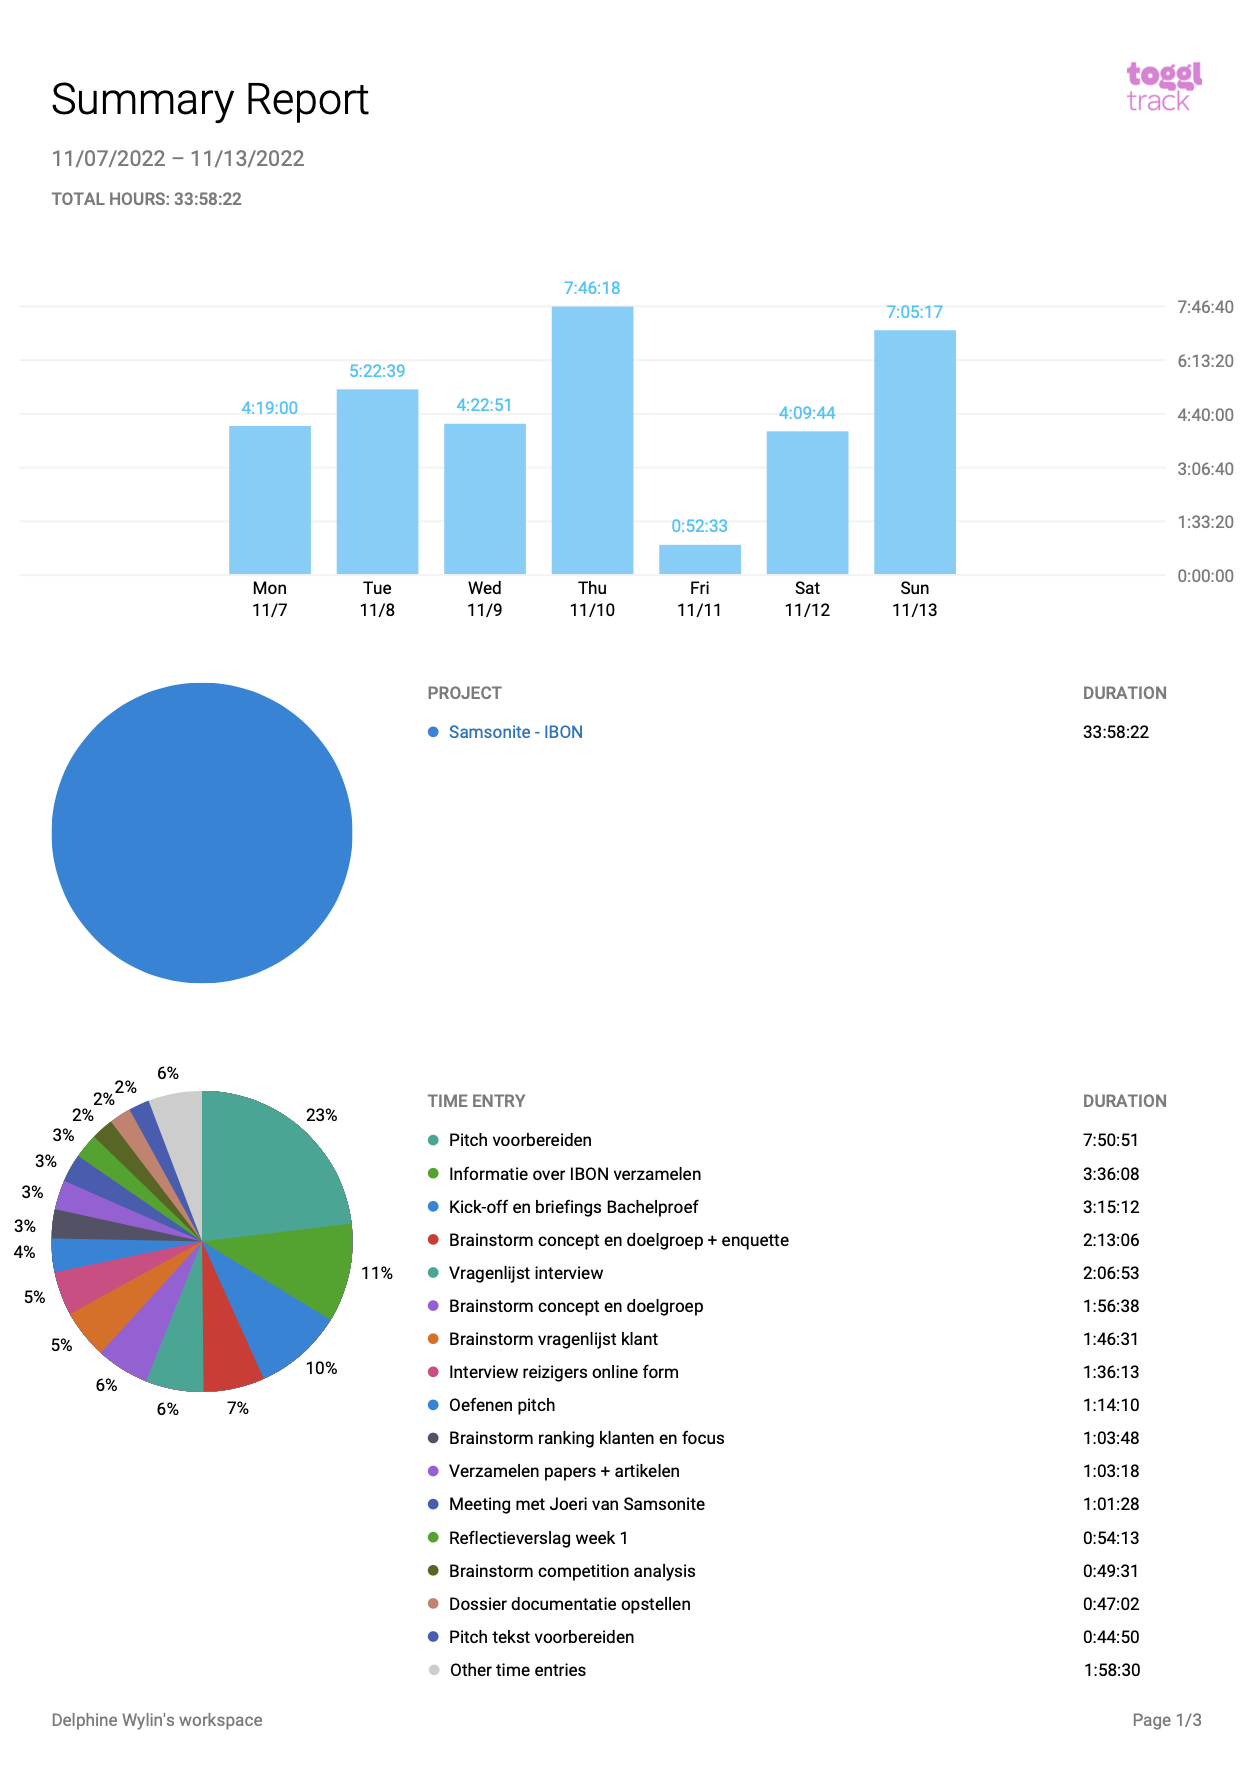 Summary Report
toggl
track
11/07/2022 – 11/13/2022
TOTAL HOURS: 33:58:22
7:46:18
7:46:40
7:05:17
6:13:20
5:22:39
4:22:51
4:19:00
4:09:44
4:40:00
3:06:40
0:52:33
1:33:20
0:00:00
Mon Tue Wed Thu Fri Sat Sun
11/7 11/8 11/9 11/10 11/11 11/12 11/13
PROJECT DURATION
Samsonite - IBON 33:58:22
6%
2%
2%
2%
3%
3%
3%
3%
4%
5%
5%
6%
6%
7%
10%
11%
23%
TIME ENTRY DURATION
Pitch voorbereiden 7:50:51
Informatie over IBON verzamelen 3:36:08
Kick-off en briefings Bachelproef 3:15:12
Brainstorm concept en doelgroep + enquette 2:13:06
Vragenlijst interview 2:06:53
Brainstorm concept en doelgroep 1:56:38
Brainstorm vragenlijst klant 1:46:31
Interview reizigers online form 1:36:13
Oefenen pitch 1:14:10
Brainstorm ranking klanten en focus 1:03:48
Verzamelen papers + artikelen 1:03:18
Meeting met Joeri van Samsonite 1:01:28
Reflectieverslag week 1 0:54:13
Brainstorm competition analysis 0:49:31
Dossier documentatie opstellen 0:47:02
Pitch tekst voorbereiden 0:44:50
Other time entries 1:58:30
Delphine Wylin's workspace Page 1/3